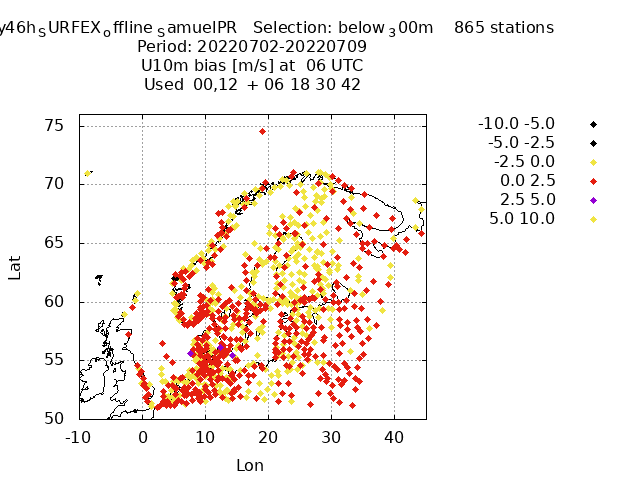 y46h_SURFEX_offline_SamuelPR Selection: below_300m 865 stations
Period: 20220702-20220709
U10m bias [m/s] at 06 UTC
Used 00,12 + 06 18 30 42
-10.0 -5.0
-5.0 -2.5
-2.5 0.0
0.0 2.5
2.5 5.0
5.0 10.0
75
70
65
60
55
50
Lat
-10 0 10 20 30 40
Lon